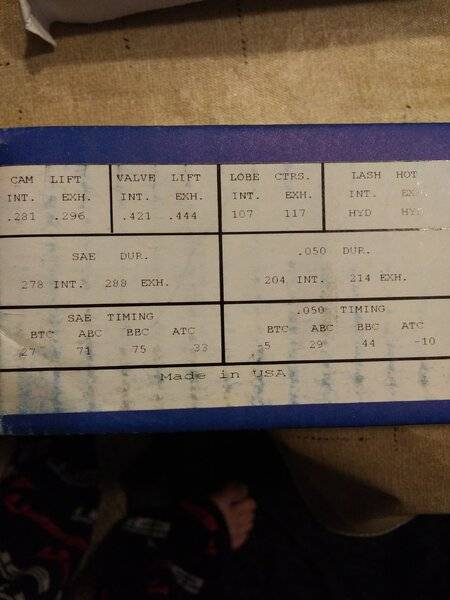 CAM LIFT VALVE LIFT LOBE CTRS. LASH HOT
INT. EXH. INT. EXH. INT. EXH. INT.
.281 .296 .421 .444 107 117 HYD
SAE DUR. .050 DUR.
278 INT. 288 EXH. 204 INT. 214 EXH.
SAE TIMING .050 TIMING
BTC ABC BBC ATC BTC ABC BBC ATC
27 71 75 33 -5 29 44 -10
Made in USA